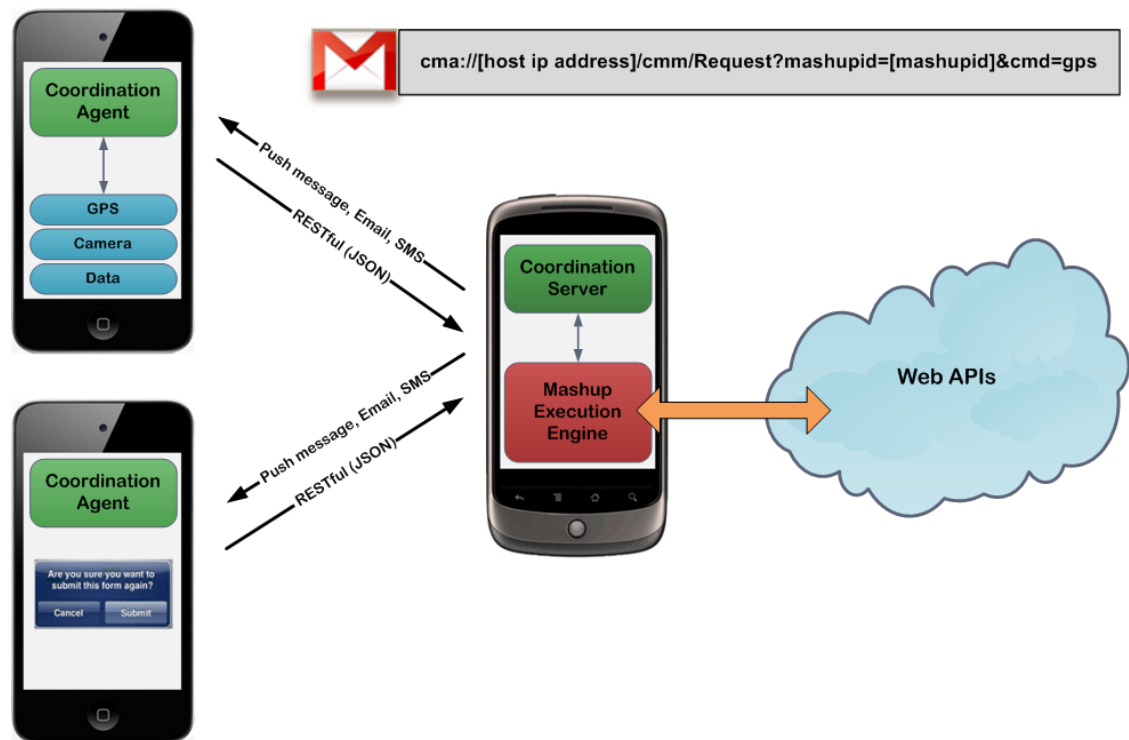 cma://[host ip address]/cmm/Request?mashupid=[mashupid]&cmd=gps
Coordination
Agent
GPS
Camera
Data
Push message, Email, SMS
RESTful (JSON)
Coordination
Server
Mashup
Execution
Engine
Web APIs
Push message, Email, SMS
RESTful (JSON)
Coordination
Agent
Are you sure you want to
submit this form again?
Cancel
Submit